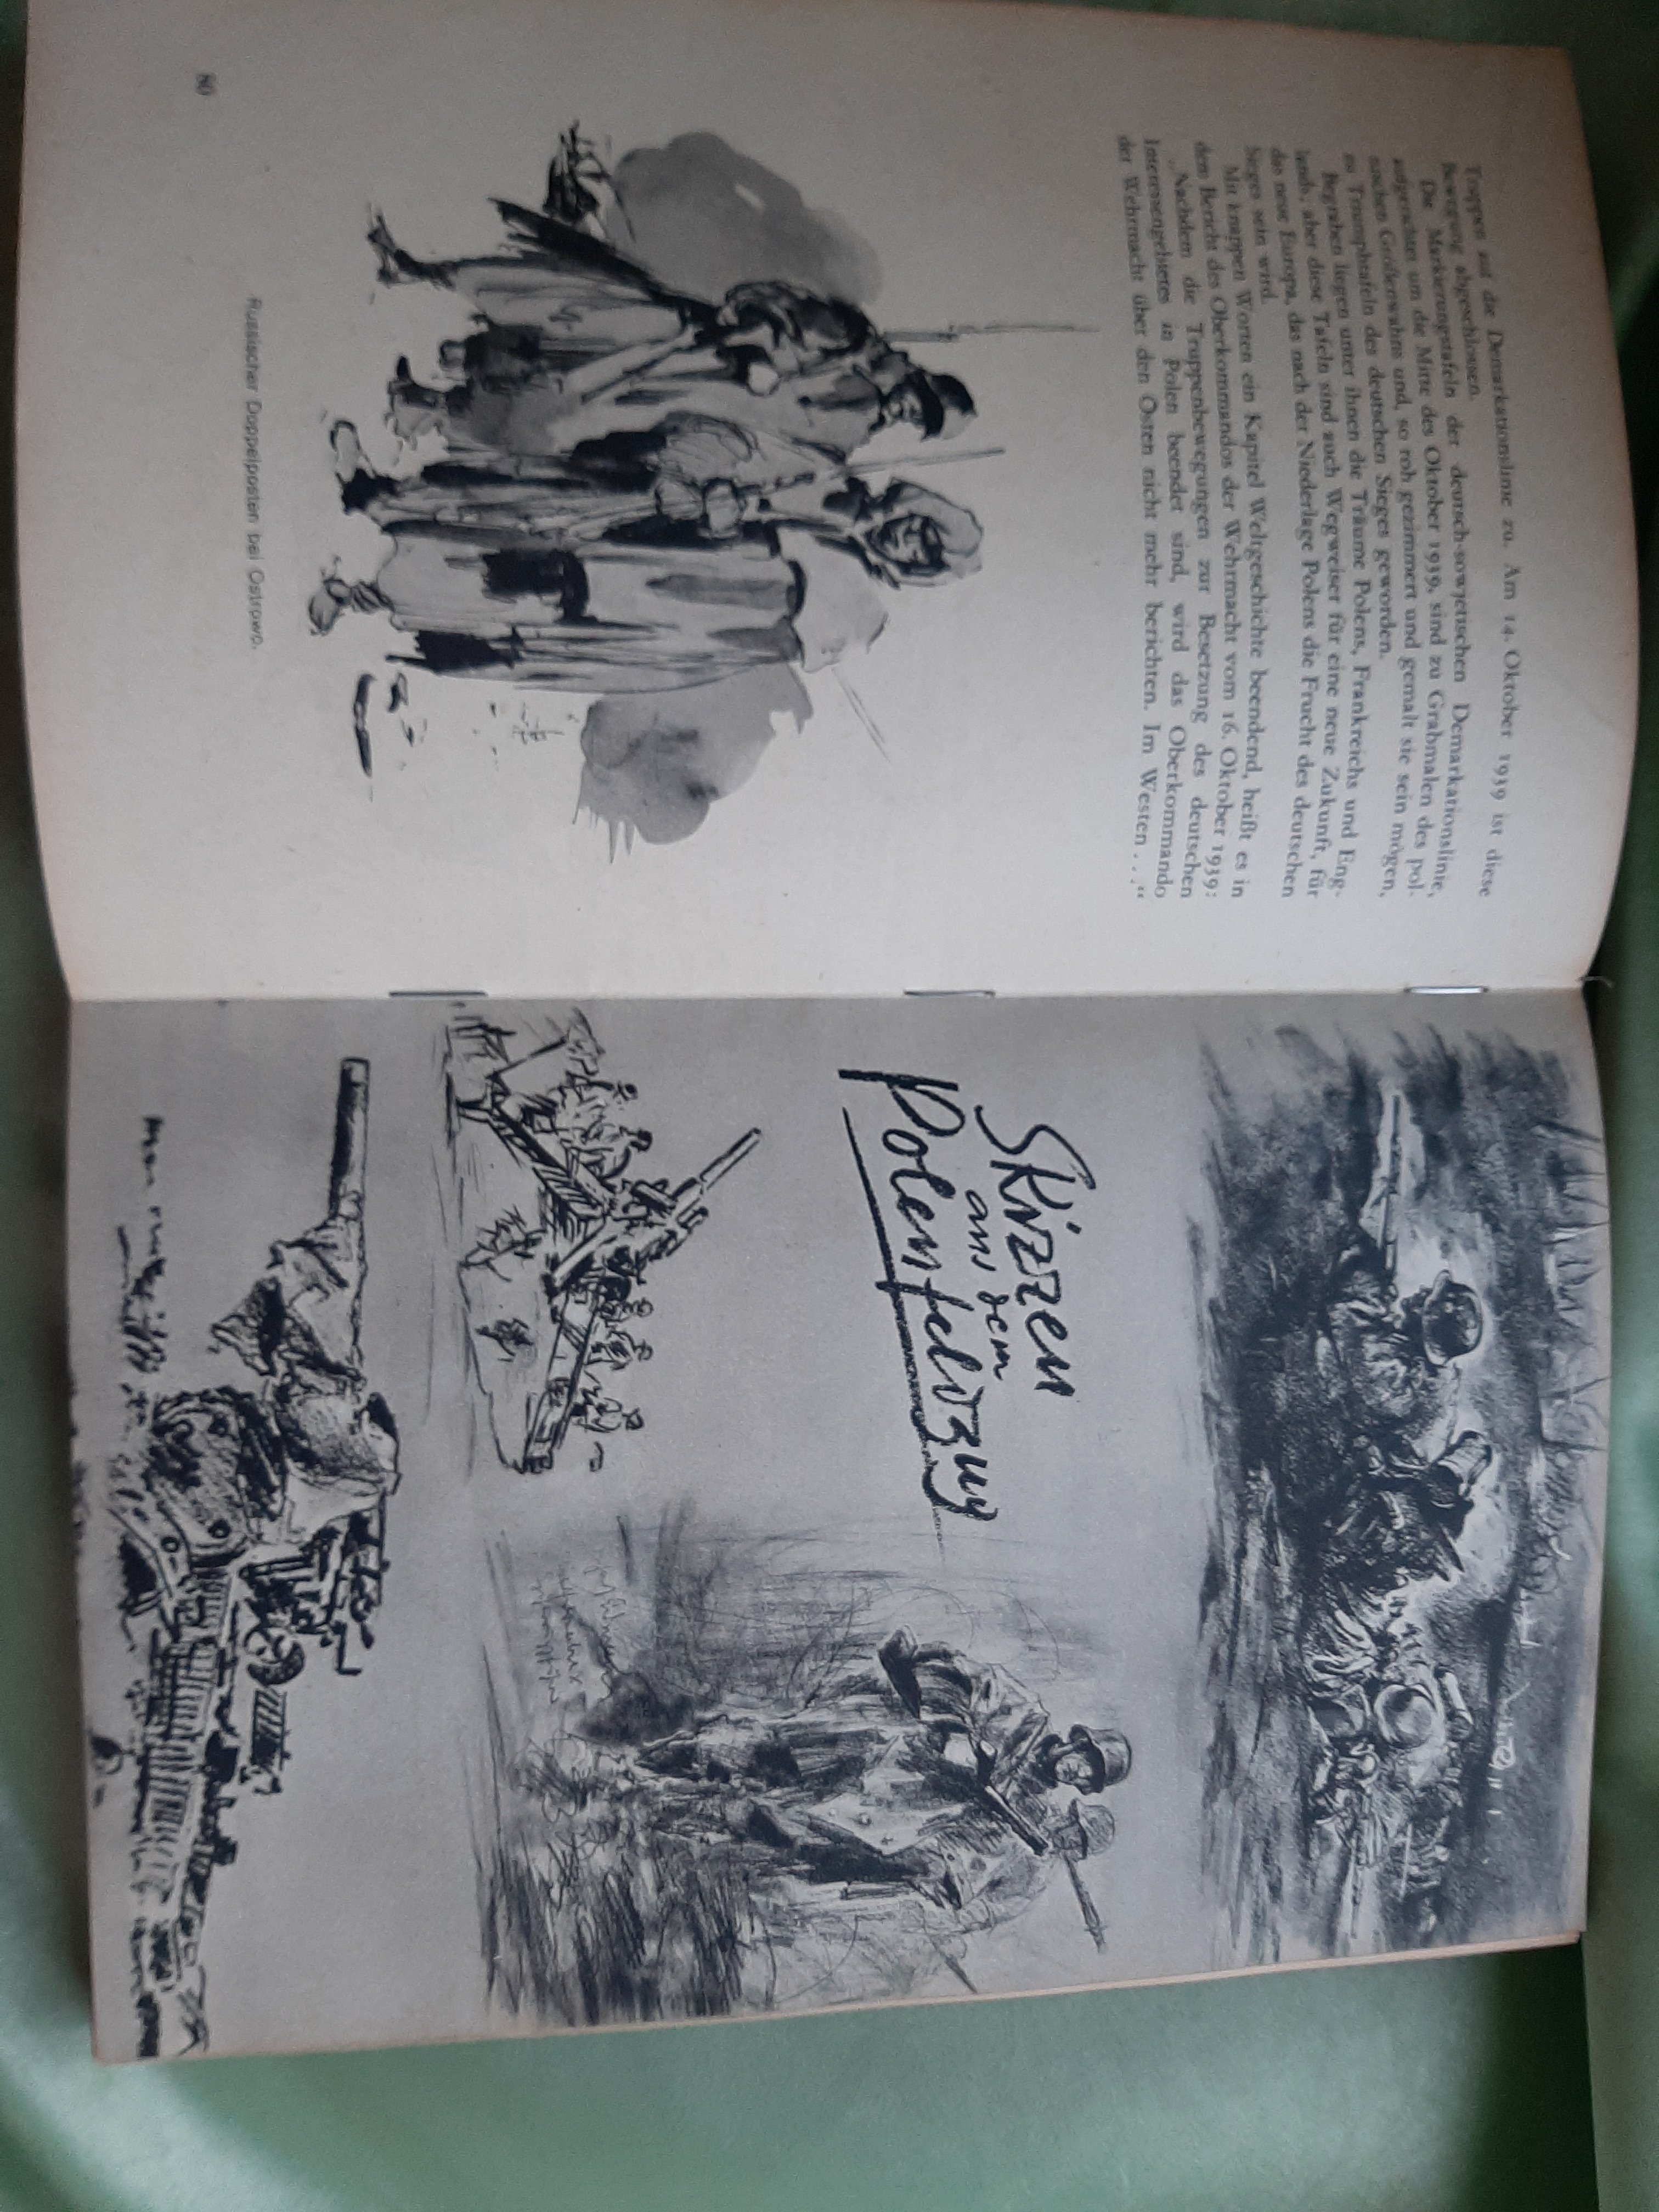 Truppen auf die Demarkationslinie zu. Am 14. Oktober 1939 ist diese
Bewegung abgeschlossen.
Die Markierungstafeln der deutsch-sowjetischen Demarkationslinie,
aufgerichtet um die Mitte des Oktober 1939, sind zu Grabmalen des pol-
nischen Größenwahns und, so roh gezimmert und gemalt sie sein mögen,
zu Triumphtafeln des deutschen Sieges geworden.
Begraben liegen unter ihnen die Träume Polens, Frankreichs und Eng-
lands; aber diese Tafeln sind auch Wegweiser für eine neue Zukunft, für
das neue Europa, das nach der Niederlage Polens die Frucht des deutschen
Sieges sein wird.
Mit knappen Worten ein Kapitel Weltgeschichte beendend, heißt es in
dem Bericht des Oberkommandos der Wehrmacht vom 16. Oktober 1939:
„Nachdem die Truppenbewegungen zur Besetzung des deutschen
Interessengebietes in Polen beendet sind, wird das Oberkommando
der Wehrmacht über den Osten nicht mehr berichten. Im Westen . . .“
Russischer Doppelposten bei Ostrowo.
80
Skizzen
aus dem
Polenfeldzug